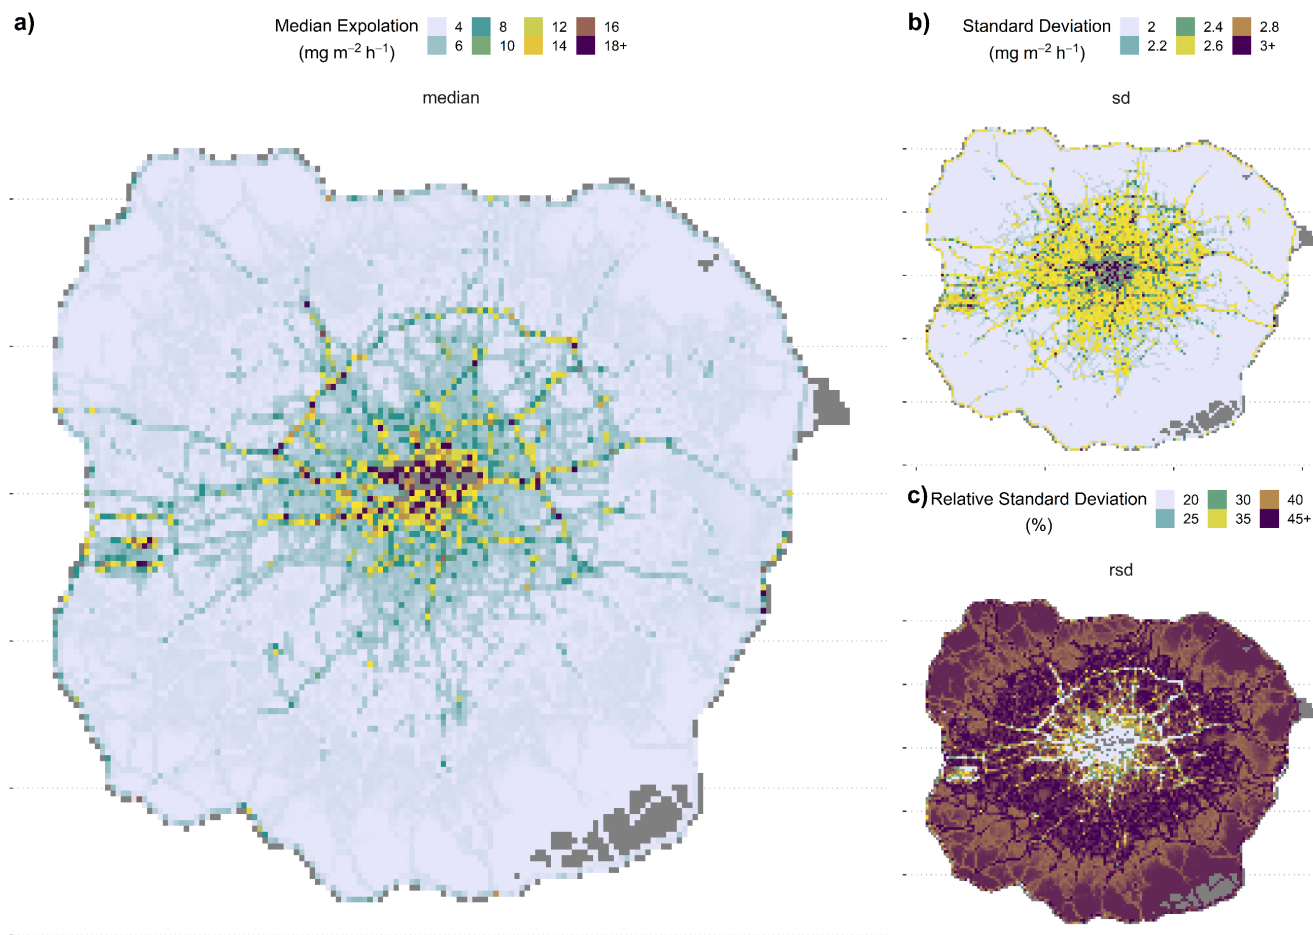 a)
Median Expolation
(mg m⁻² h⁻¹)
4 8 12 16
6 10 14 18+
median
b)
Standard Deviation
(mg m⁻² h⁻¹)
2 2.4 2.8
2.2 2.6 3+
sd
c) Relative Standard Deviation
(%)
20 30 40
25 35 45+
rsd